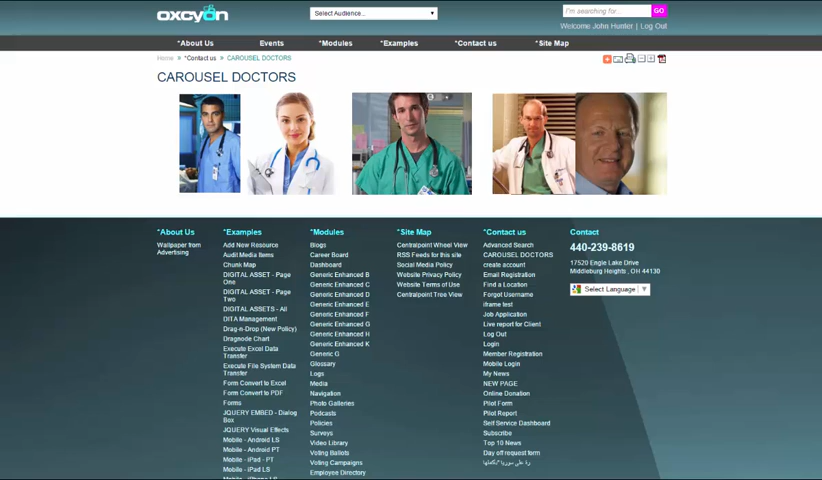 oxcyon
Select Audience...
I'm searching for...
GO
Welcome John Hunter | Log Out
*About Us
Events
*Modules
*Examples
*Contact us
*Site Map
Home » *Contact us » CAROUSEL DOCTORS
CAROUSEL DOCTORS
*About Us
Wallpaper from
Advertising
*Examples
Add New Resource
Audit Media Items
Chunk Map
DIGITAL ASSET - Page
One
DIGITAL ASSET - Page
Two
DIGITAL ASSETS - All
DITA Management
Drag-n-Drop (New Policy)
Dragnode Chart
Execute Excel Data
Transfer
Execute File System Data
Transfer
Form Convert to Excel
Form Convert to PDF
Forms
JQUERY EMBED - Dialog
Box
JQUERY Visual Effects
Mobile - Android LS
Mobile - Android PT
Mobile - iPad - PT
Mobile - iPad LS
*Modules
Blogs
Career Board
Dashboard
Generic Enhanced B
Generic Enhanced C
Generic Enhanced D
Generic Enhanced E
Generic Enhanced F
Generic Enhanced G
Generic Enhanced H
Generic Enhanced K
Generic G
Glossary
Logs
Media
Navigation
Photo Galleries
Podcasts
Policies
Surveys
Video Library
Voting Ballots
Voting Campaigns
Employee Directory
*Site Map
Centralpoint Wheel View
RSS Feeds for this site
Social Media Policy
Website Privacy Policy
Website Terms of Use
Centralpoint Tree View
*Contact us
Advanced Search
CAROUSEL DOCTORS
create account
Email Registration
Find a Location
Forgot Username
iframe test
Job Application
Live report for Client
Log Out
Login
Member Registration
Mobile Login
My News
NEW PAGE
Online Donation
Pilot Form
Pilot Report
Self Service Dashboard
Subscribe
Top 10 News
Day off request form
Contact
440-239-8619
17520 Engle Lake Drive
Middleburg Heights , OH 44130
Select Language